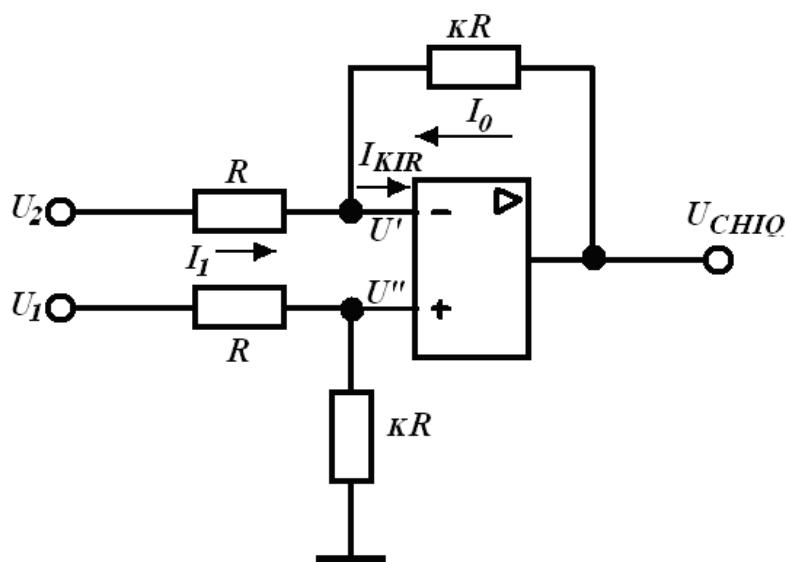 κR
I0
IKIR
R
U2
U'
I1
U"
U1
R
κR
-
+
UCHIQ